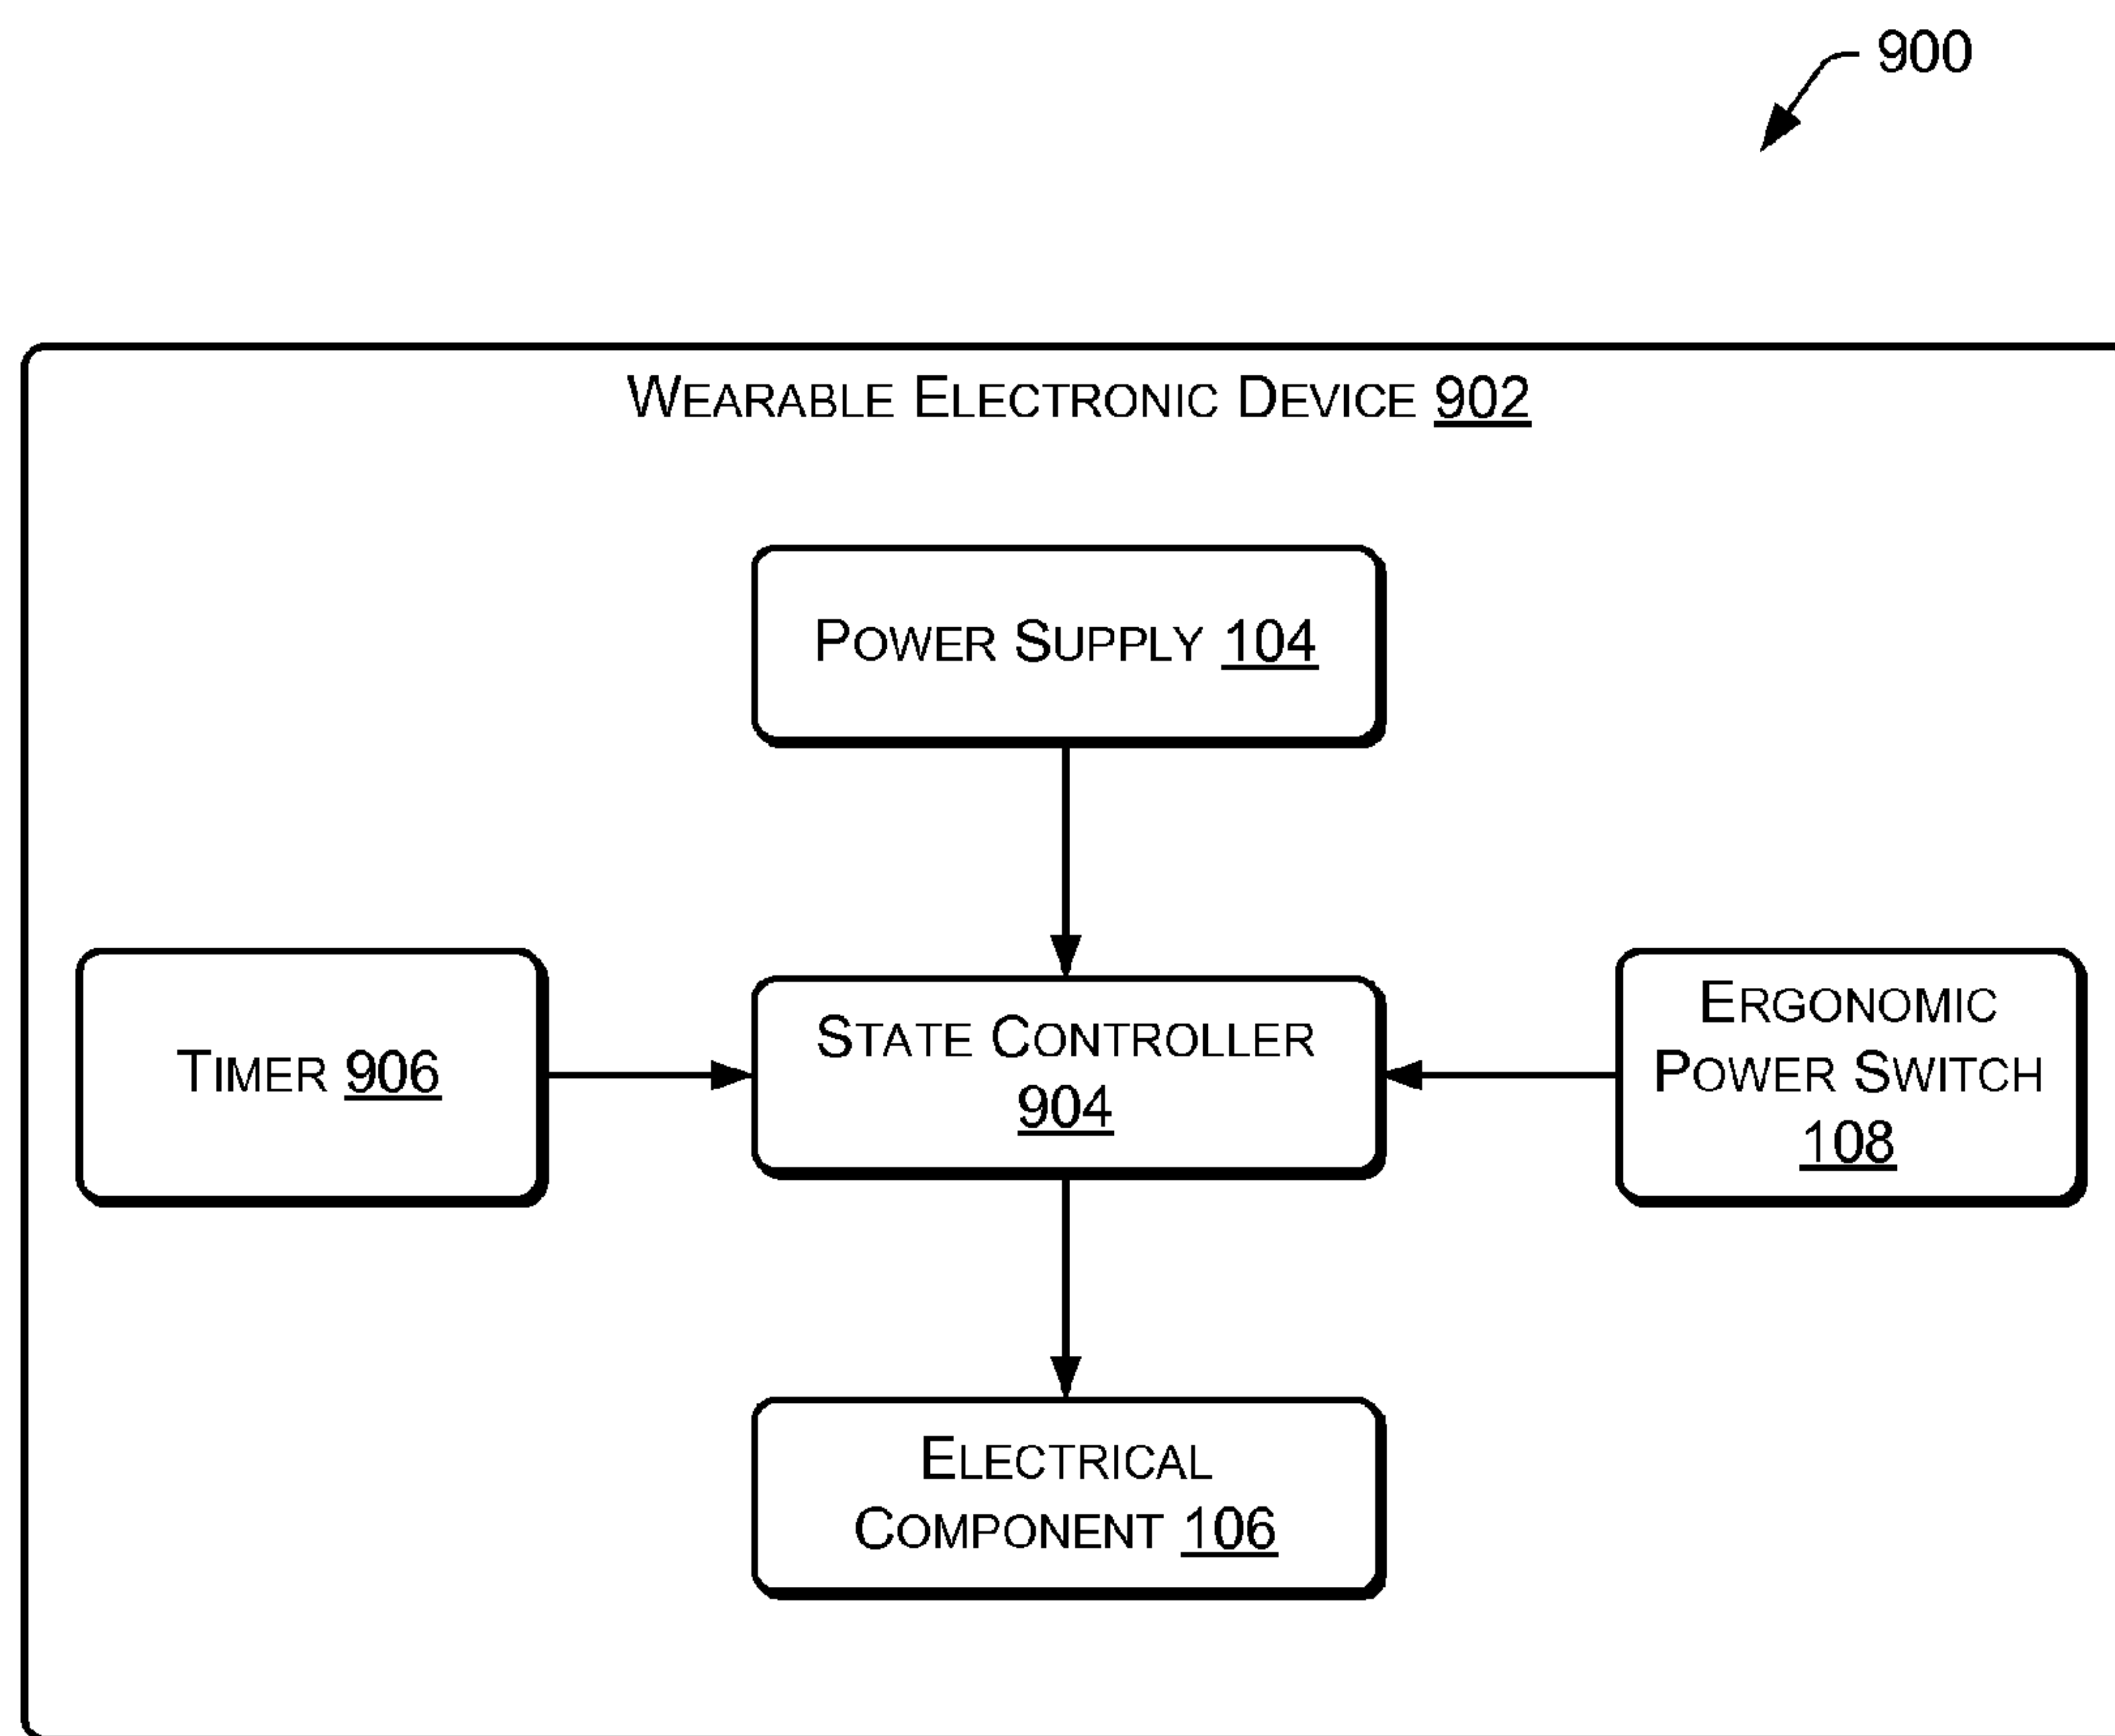 900
WEARABLE ELECTRONIC DEVICE 902
POWER SUPPLY 104
TIMER 906
STATE CONTROLLER
904
ERGONOMIC
POWER SWITCH
108
ELECTRICAL
COMPONENT 106